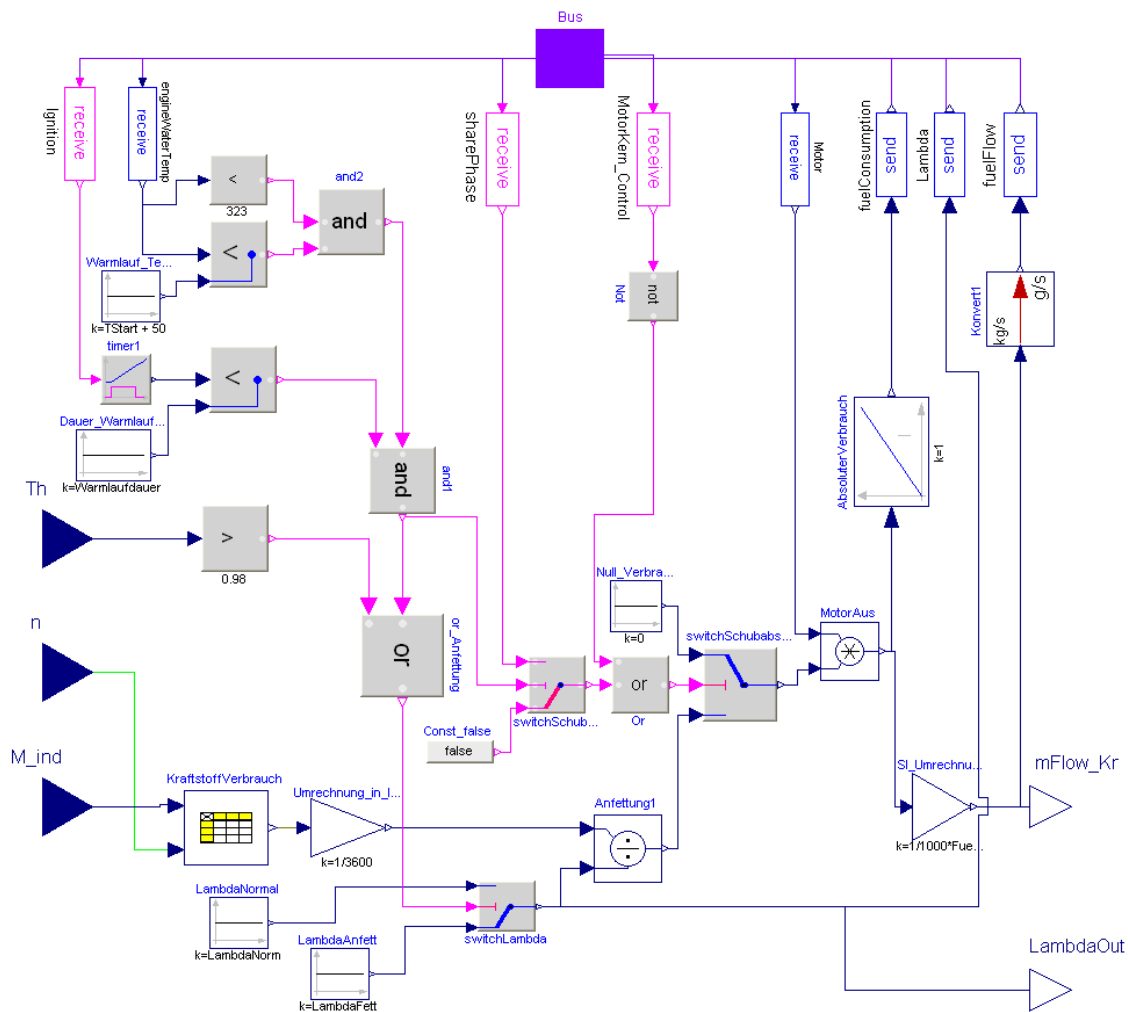 Bus
receive
Ignition
receive
engineWaterTemp
receive
sharePhase
receive
MotorKern_Control
receive
Motor
send
fuelConsumption
send
Lambda
send
fuelFlow
<
323
and2
and
<
Warmlauf_Te...
k=TStart + 50
not
Not
kg/s
g/s
Konvert1
timer1
<
Dauer_Warmlauf...
k=Warmlaufdauer
and
and1
AbsoluterVerbrauch
k=1
Th
>
0.98
or
or_Anfettung
Null_Verbra...
k=0
switchSchubabs...
MotorAus
n
switchSchub...
or
Or
Const_false
false
M_ind
KraftstoffVerbrauch
Umrechnung_in_l...
k=1/3600
Anfettung1
SI_Umrechnu...
k=1/1000*Fue...
mFlow_Kr
LambdaNormal
k=LambdaNorm
switchLambda
LambdaAnfett
k=LambdaFett
LambdaOut